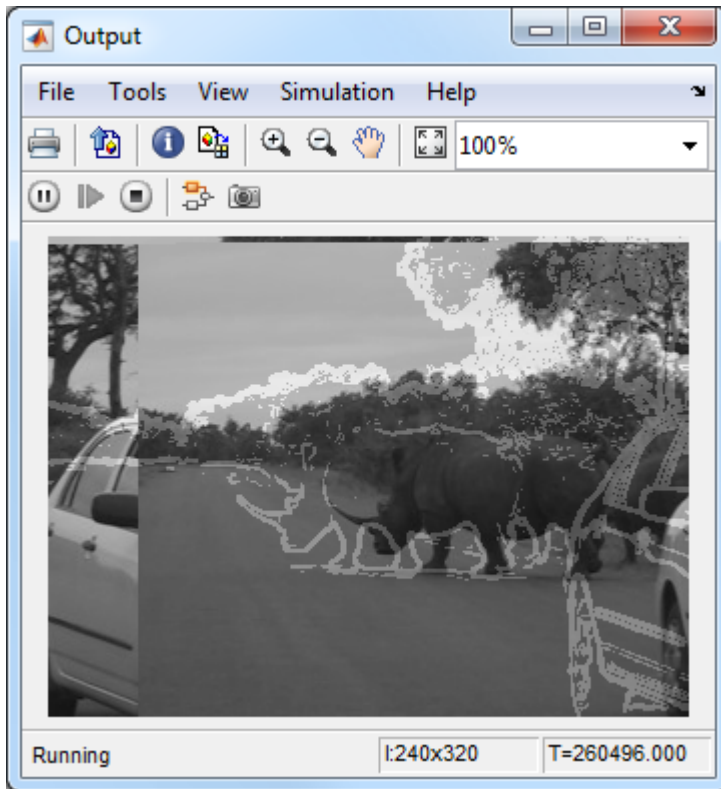 Output
File Tools View Simulation Help
100%
Running I:240x320 T=260496.000